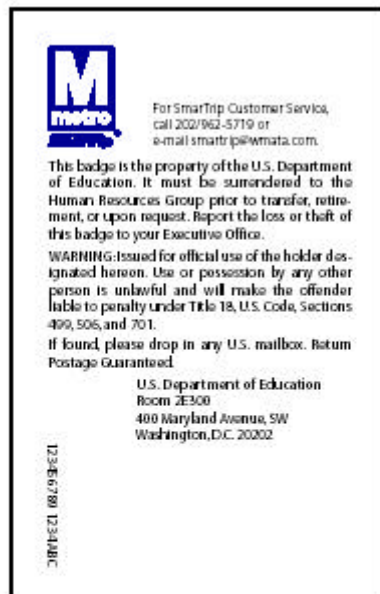 M
metro
For SmarTrip Customer Service,
call 202/962-5719 or
e-mail smartrip@wmata.com.
This badge is the property of the U.S. Department
of Education. It must be surrendered to the
Human Resources Group prior to transfer, retire-
ment, or upon request. Report the loss or theft of
this badge to your Executive Office.
WARNING: Issued for official use of the holder des-
ignated hereon. Use or possession by any other
person is unlawful and will make the offender
liable to penalty under Title 18, U.S. Code, Sections
499, 506, and 701.
If found, please drop in any U.S. mailbox. Return
Postage Guaranteed.
U.S. Department of Education
Room 2E300
400 Maryland Avenue, SW
Washington, D.C. 20202
123456789 1234ABC